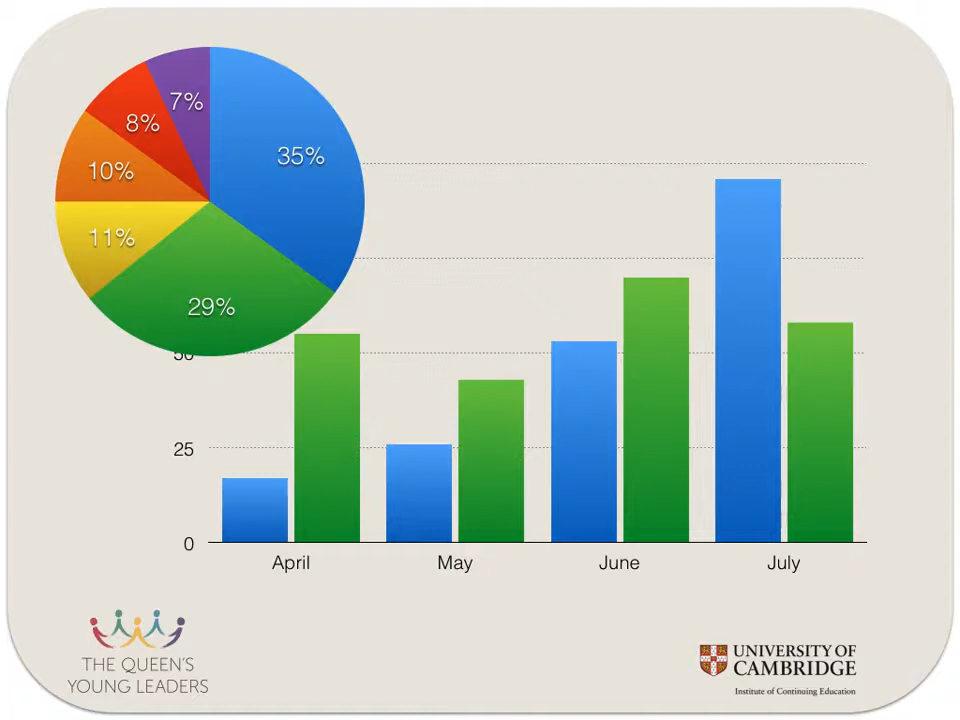 7%
8%
35%
10%
11%
29%
50
25
0
April
May
June
July
THE QUEEN'S
YOUNG LEADERS
UNIVERSITY OF
CAMBRIDGE
Institute of Continuing Education